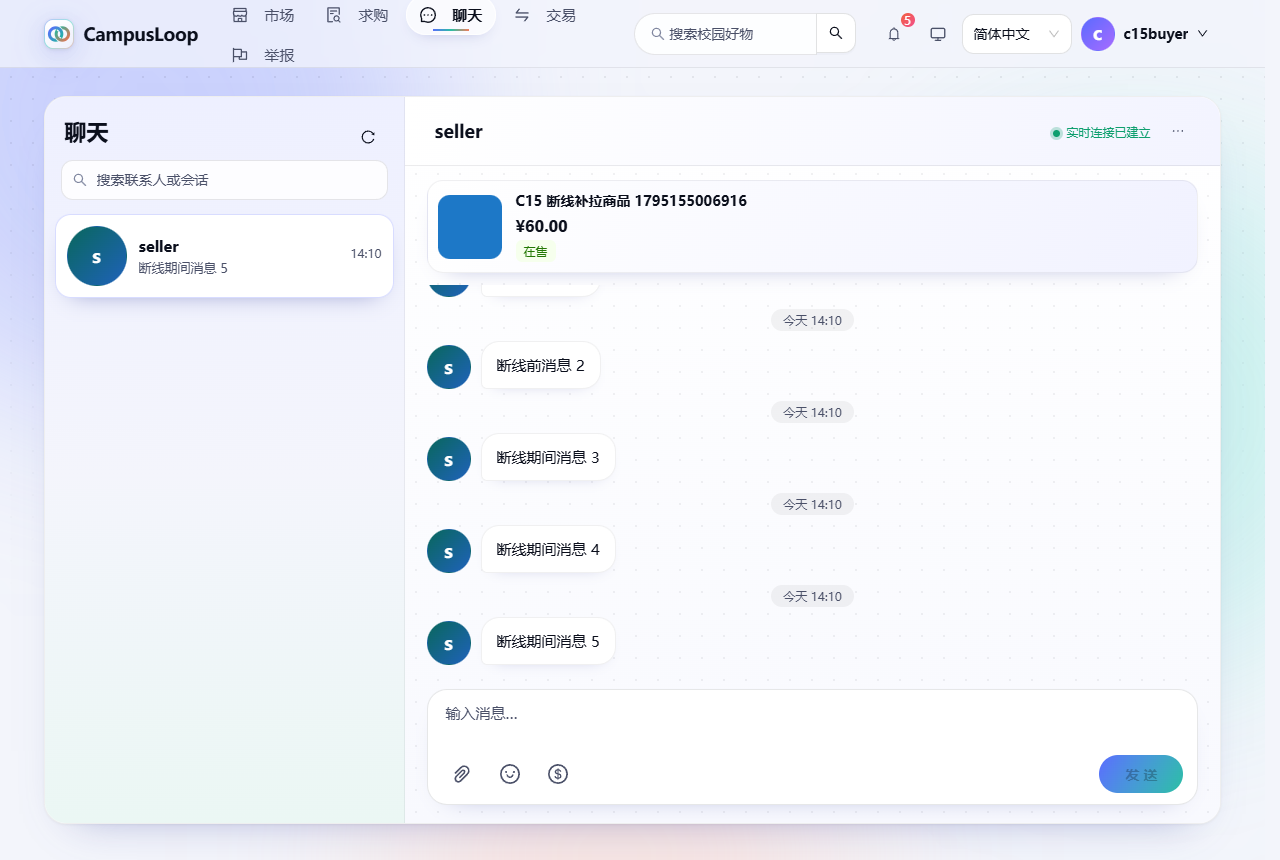 CampusLoop
市场
求购
聊天
交易
举报
搜索校园好物
5
简体中文
c
c15buyer
聊天
搜索联系人或会话
s
seller
14:10
断线期间消息 5
seller
实时连接已建立
C15 断线补拉商品 1795155006916
¥60.00
在售
今天 14:10
s
断线前消息 2
今天 14:10
s
断线期间消息 3
今天 14:10
s
断线期间消息 4
今天 14:10
s
断线期间消息 5
输入消息...
发 送